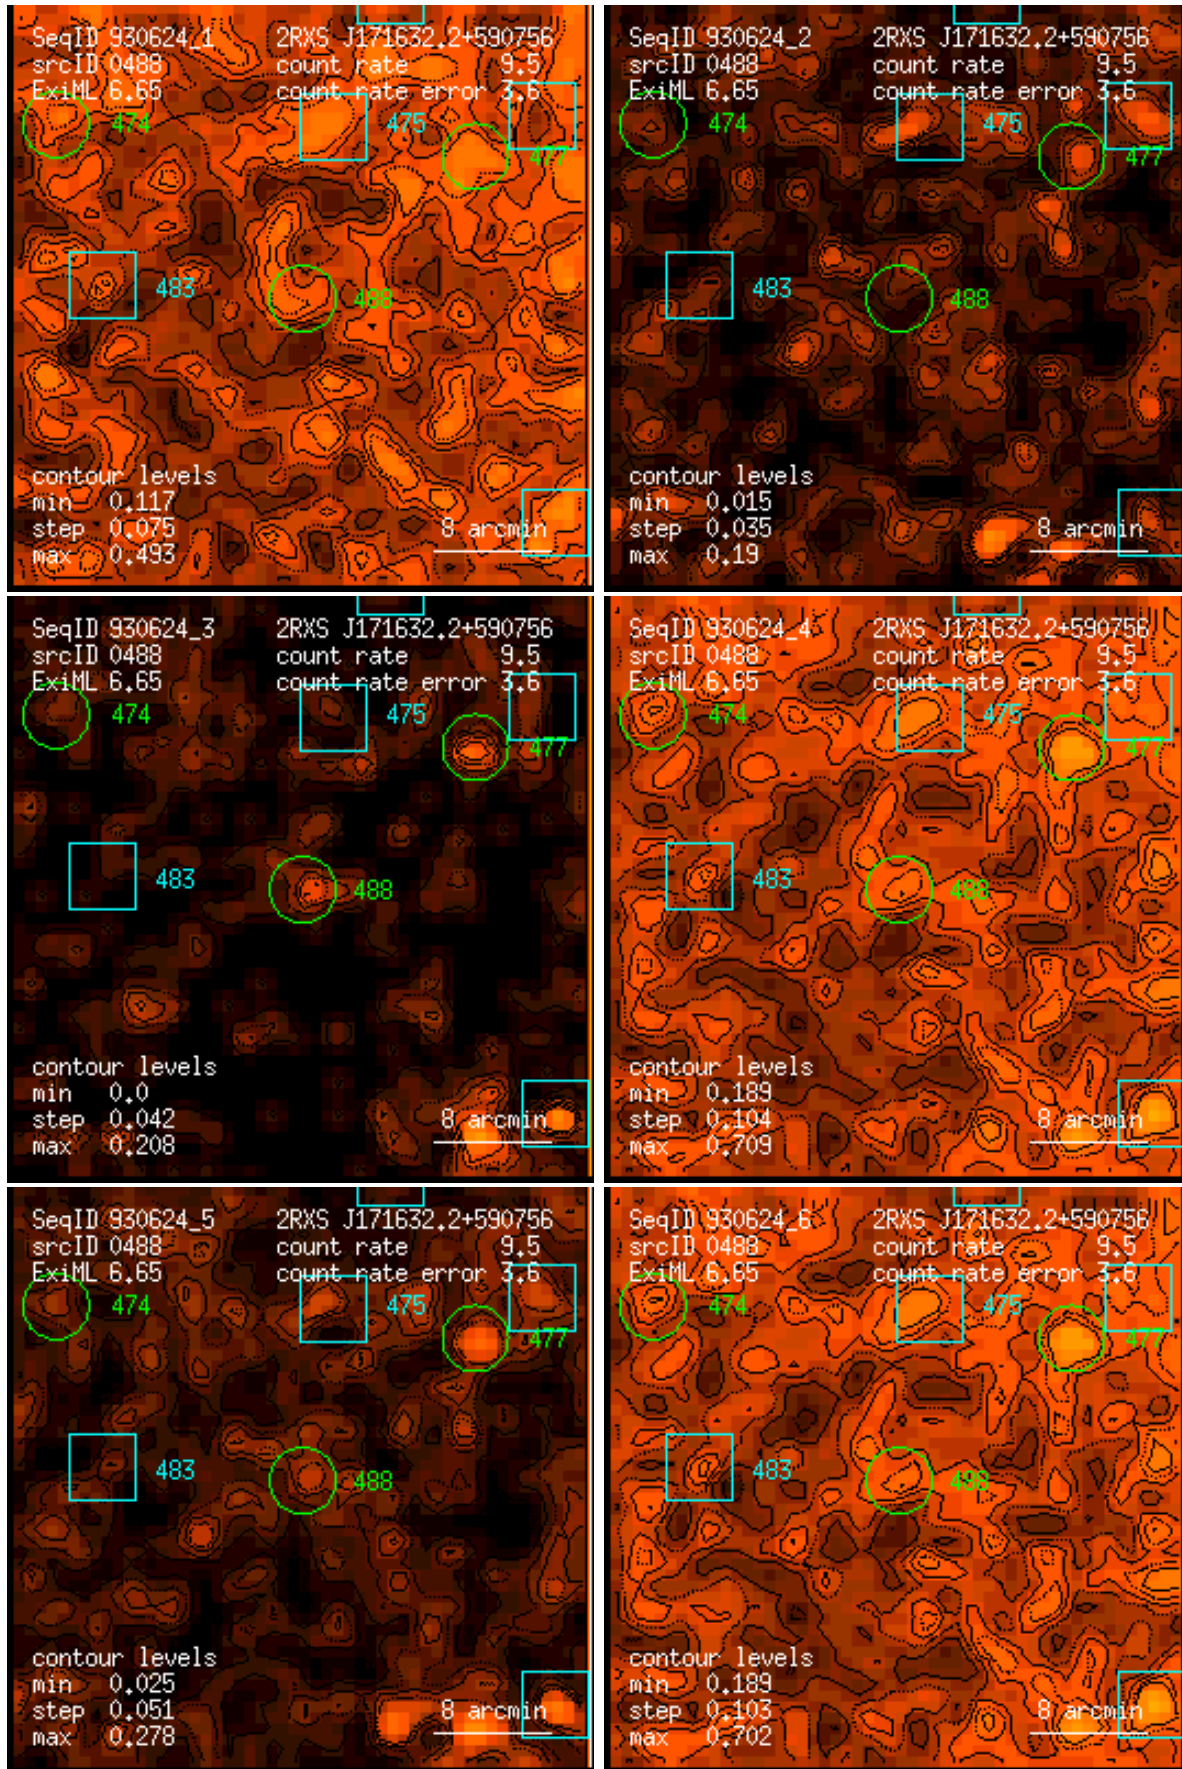 SeqID 930624_1 2RXS J171632.2+590756
srcID 0488 count rate 9.5
ExiML 6.65 count rate error 3.6
474 475 477
483 488
contour levels
min 0.117
step 0.075 8 arcmin
max 0.493
SeqID 930624_2 2RXS J171632.2+590756
srcID 0488 count rate 9.5
ExiML 6.65 count rate error 3.6
474 475 477
483 488
contour levels
min 0.015
step 0.035 8 arcmin
max 0.19
SeqID 930624_3 2RXS J171632.2+590756
srcID 0488 count rate 9.5
ExiML 6.65 count rate error 3.6
474 475 477
483 488
contour levels
min 0.0
step 0.042 8 arcmin
max 0.208
SeqID 930624_4 2RXS J171632.2+590756
srcID 0488 count rate 9.5
ExiML 6.65 count rate error 3.6
474 475 477
483 488
contour levels
min 0.189
step 0.104 8 arcmin
max 0.709
SeqID 930624_5 2RXS J171632.2+590756
srcID 0488 count rate 9.5
ExiML 6.65 count rate error 3.6
474 475 477
483 488
contour levels
min 0.025
step 0.051 8 arcmin
max 0.278
SeqID 930624_6 2RXS J171632.2+590756
srcID 0488 count rate 9.5
ExiML 6.65 count rate error 3.6
474 475 477
483 488
contour levels
min 0.189
step 0.103 8 arcmin
max 0.702